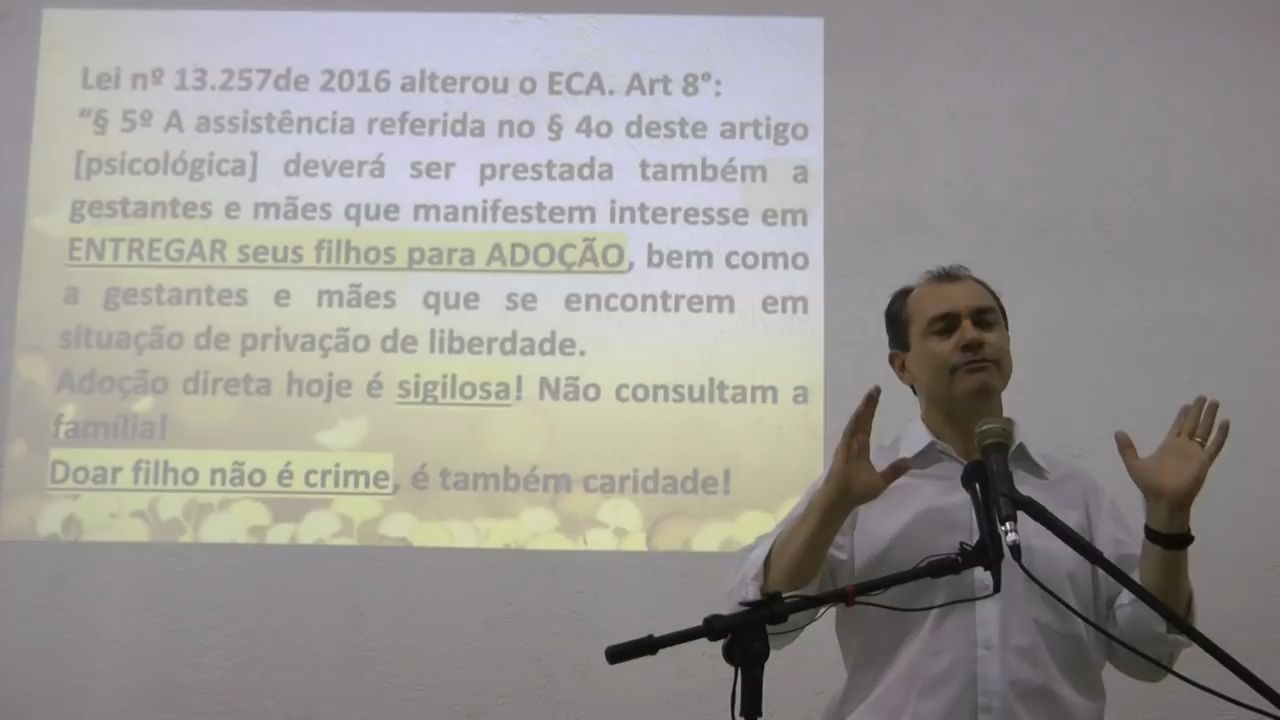 Lei nº 13.257de 2016 alterou o ECA. Art 8°:
“§ 5º A assistência referida no § 4o deste artigo
[psicológica] deverá ser prestada também a
gestantes e mães que manifestem interesse em
ENTREGAR seus filhos para ADOÇÃO, bem como
a gestantes e mães que se encontrem em
situação de privação de liberdade.
Adoção direta hoje é sigilosa! Não consultam a
família!
Doar filho não é crime, é também caridade!